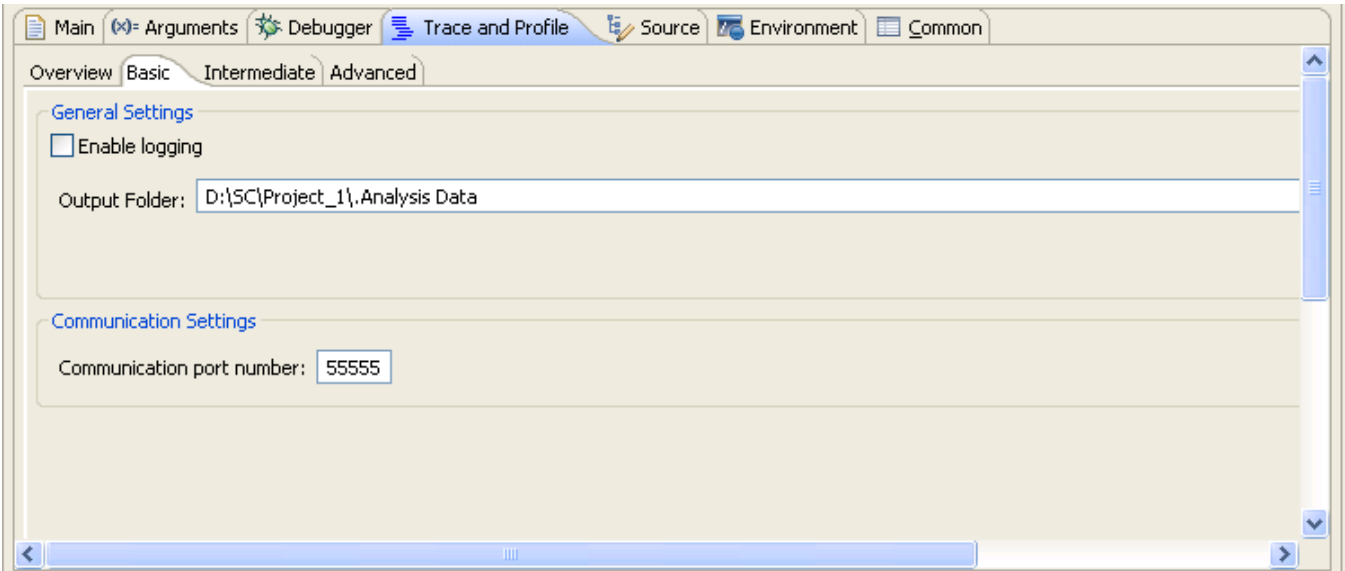 Main (x)= Arguments Debugger Trace and Profile Source Environment Common
Overview Basic Intermediate Advanced
General Settings
Enable logging
Output Folder: D:\SC\Project_1\.Analysis Data
Communication Settings
Communication port number: 55555